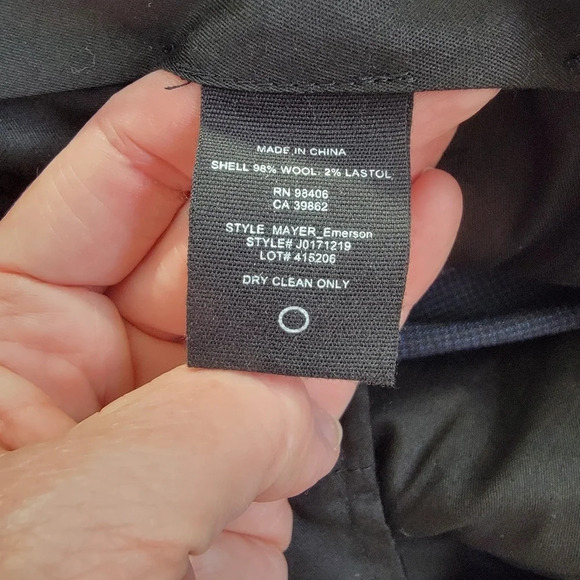 MADE IN CHINA
SHELL 98% WOOL. 2% LASTOL
RN 98406
CA 39862
STYLE MAYER_Emerson
STYLE# J0171219
LOT# 415206
DRY CLEAN ONLY